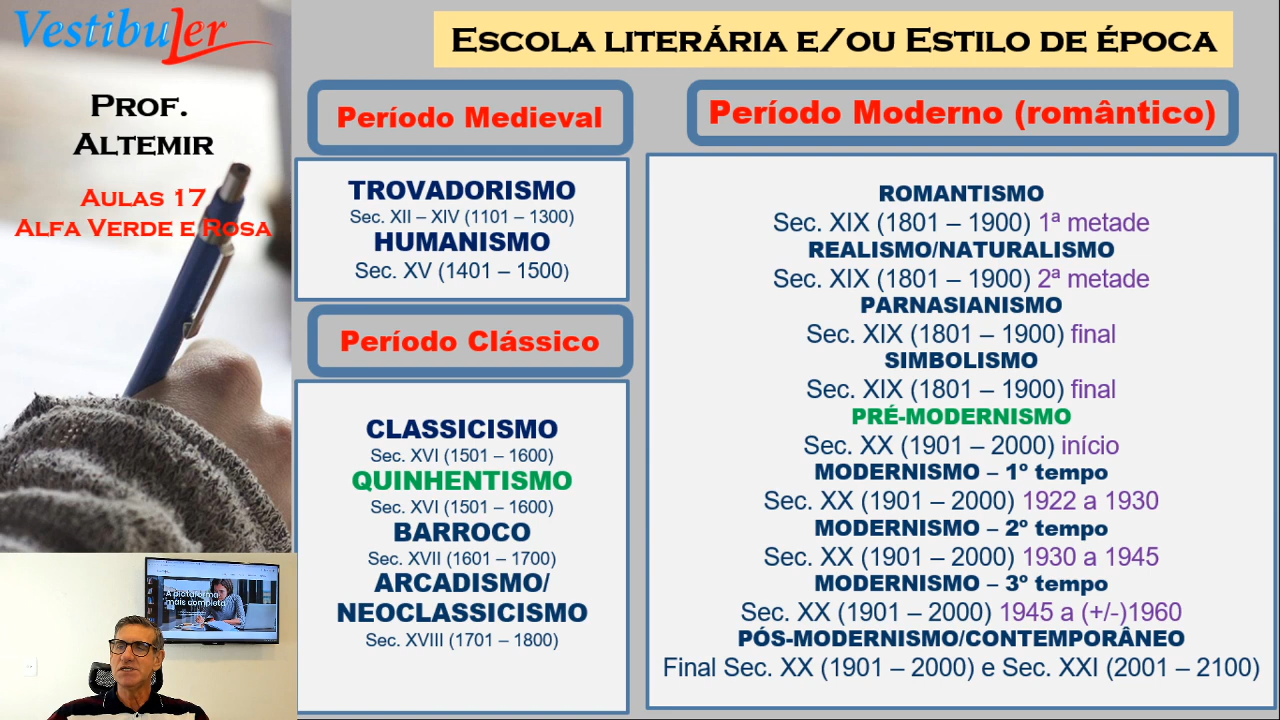 Vestibuler
PROF.
ALTEMIR
AULAS 17
ALFA VERDE E ROSA
A plataforma
mais completa
ESCOLA LITERÁRIA E/OU ESTILO DE ÉPOCA
Período Medieval
TROVADORISMO
Sec. XII – XIV (1101 – 1300)
HUMANISMO
Sec. XV (1401 – 1500)
Período Clássico
CLASSICISMO
Sec. XVI (1501 – 1600)
QUINHENTISMO
Sec. XVI (1501 – 1600)
BARROCO
Sec. XVII (1601 – 1700)
ARCADISMO/
NEOCLASSICISMO
Sec. XVIII (1701 – 1800)
Período Moderno (romântico)
ROMANTISMO
Sec. XIX (1801 – 1900) 1ª metade
REALISMO/NATURALISMO
Sec. XIX (1801 – 1900) 2ª metade
PARNASIANISMO
Sec. XIX (1801 – 1900) final
SIMBOLISMO
Sec. XIX (1801 – 1900) final
PRÉ-MODERNISMO
Sec. XX (1901 – 2000) início
MODERNISMO – 1º tempo
Sec. XX (1901 – 2000) 1922 a 1930
MODERNISMO – 2º tempo
Sec. XX (1901 – 2000) 1930 a 1945
MODERNISMO – 3º tempo
Sec. XX (1901 – 2000) 1945 a (+/-)1960
PÓS-MODERNISMO/CONTEMPORÂNEO
Final Sec. XX (1901 – 2000) e Sec. XXI (2001 – 2100)